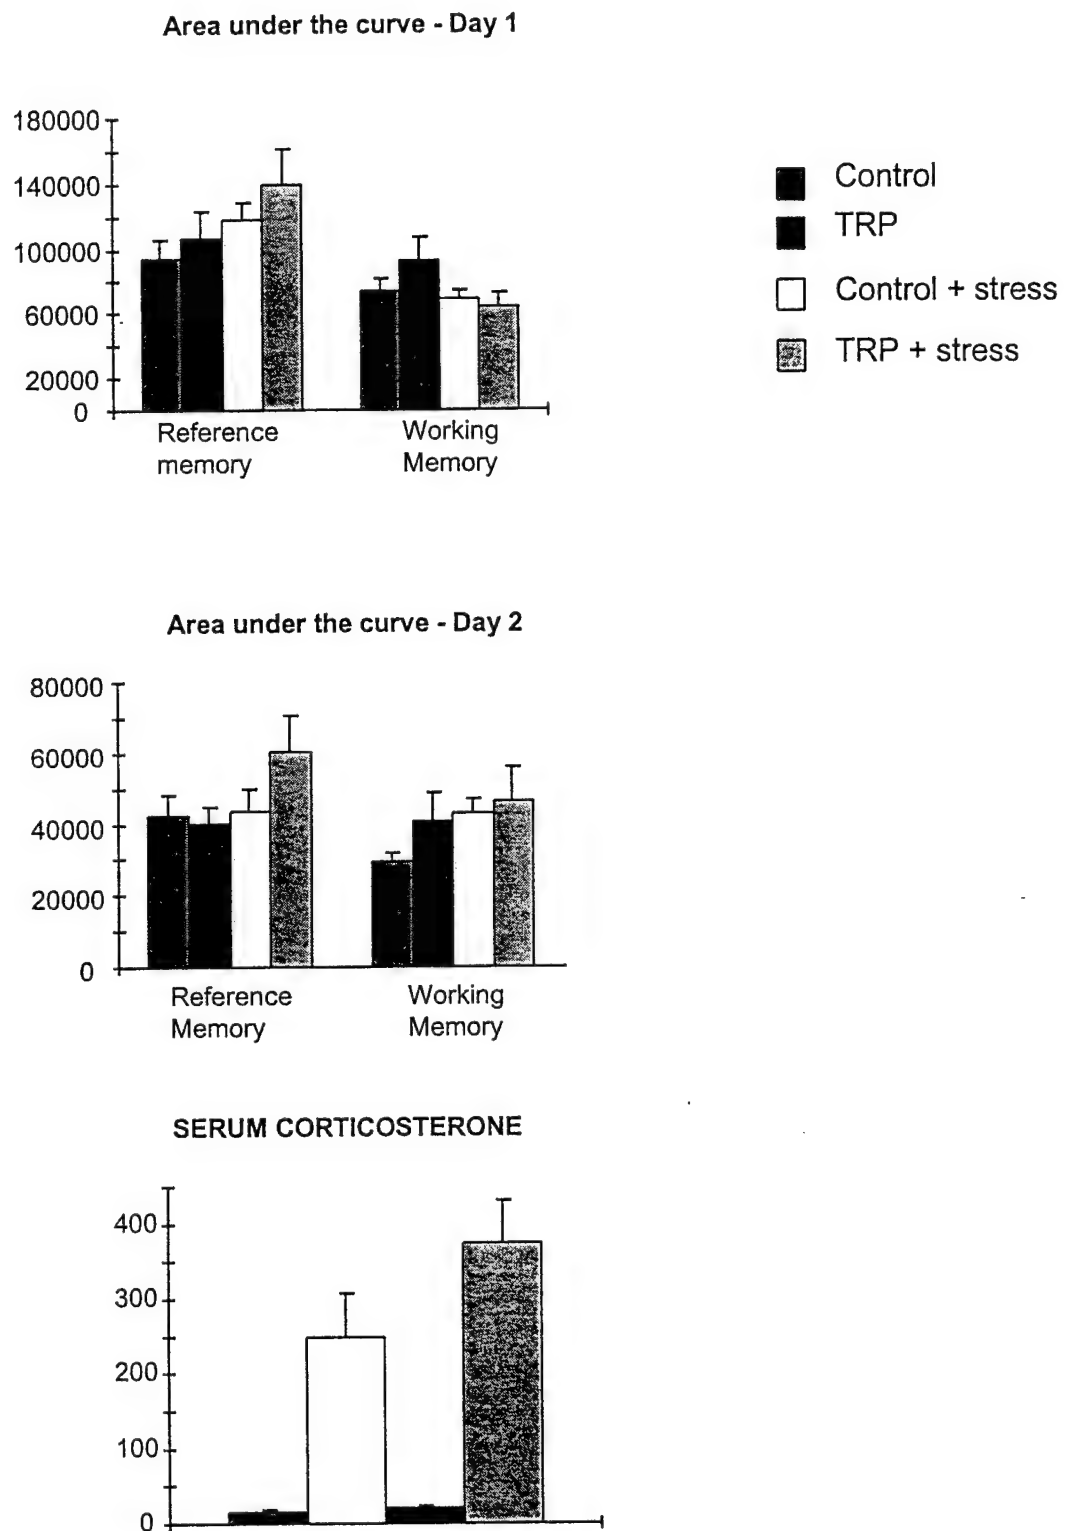 Area under the curve - Day 1
180000
140000
100000
60000
20000
0
Reference
memory
Working
Memory
Control
TRP
Control + stress
TRP + stress
Area under the curve - Day 2
80000
60000
40000
20000
0
Reference
Memory
Working
Memory
SERUM CORTICOSTERONE
400
300
200
100
0